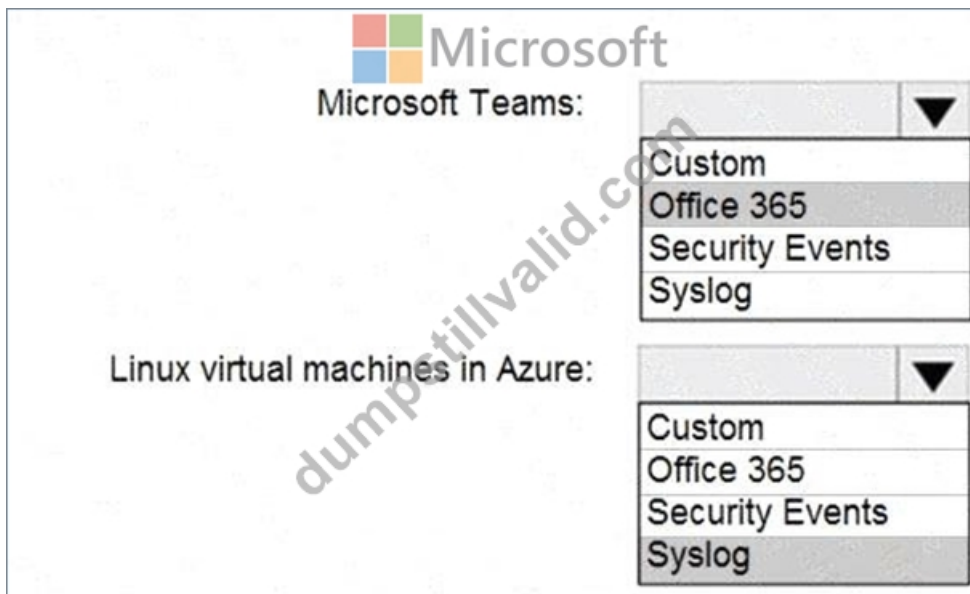 Microsoft
Microsoft Teams:
Custom
Office 365
Security Events
Syslog
Linux virtual machines in Azure:
Custom
Office 365
Security Events
Syslog
dumpstillvalid.com